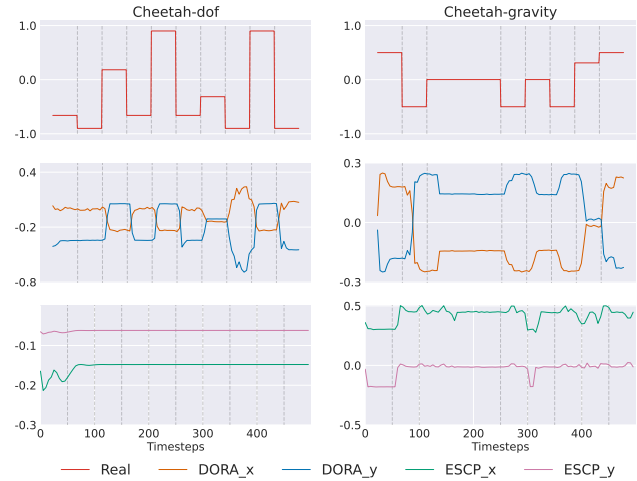 Cheetah-dof
Cheetah-gravity
1.0
0.0
-1.0
1.0
0.0
-1.0
0.4
-0.2
-0.8
0.3
0.0
-0.3
-0.1
-0.2
-0.3
0.5
0.0
-0.5
0 100 200 300 400
0 100 200 300 400
Timesteps
Timesteps
Real DORA_x DORA_y ESCP_x ESCP_y